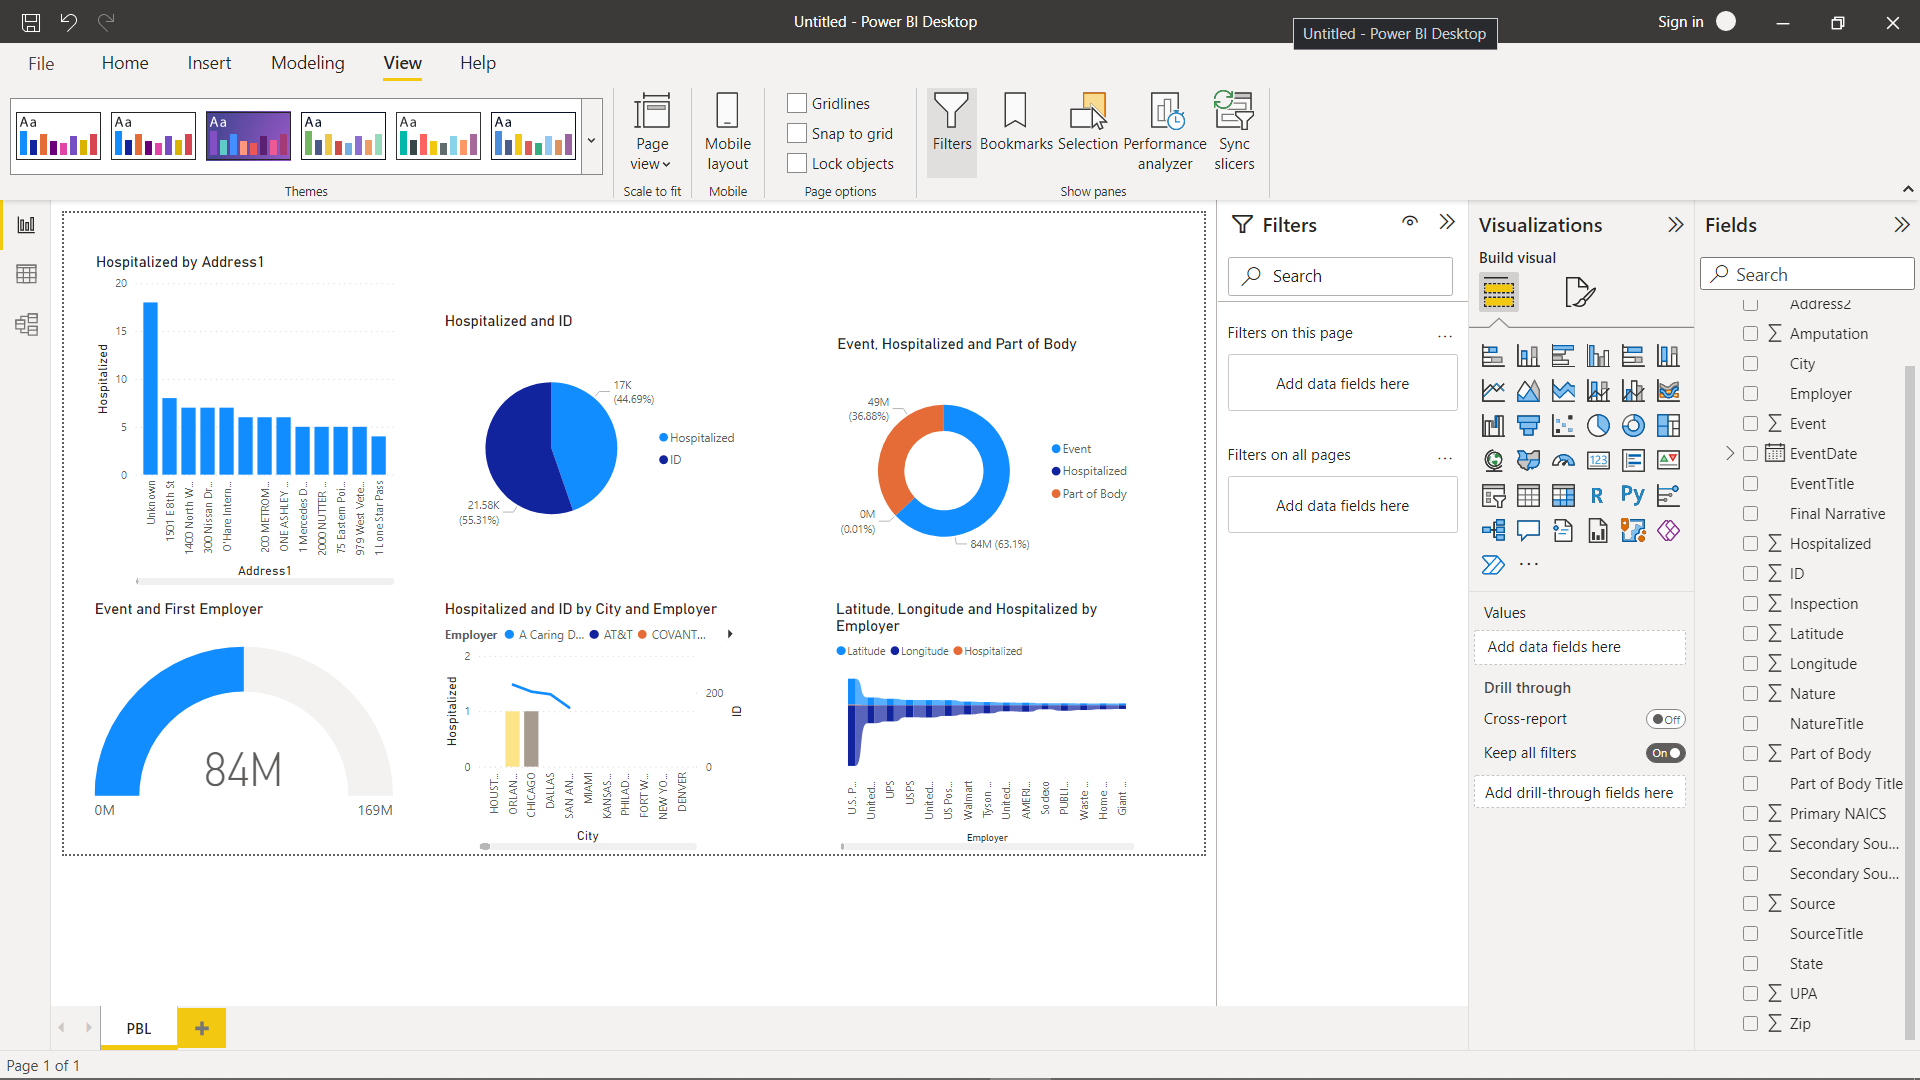 Untitled - Power BI Desktop
Sign in
Untitled - Power BI Desktop
File
Home
Insert
Modeling
View
Help
Aa
Aa
Aa
Aa
Aa
Aa
Page view
Mobile layout
Gridlines
Snap to grid
Lock objects
Filters
Bookmarks
Selection
Performance analyzer
Sync slicers
Themes
Scale to fit
Mobile
Page options
Show panes
Hospitalized by Address1
20
15
10
5
0
Hospitalized
Unknown
1501 E 8th St
1400 North W...
300 Nissan Dr...
O'Hare Intern...
200 METROM...
ONE ASHLEY ...
1 Mercedes D...
2000 NUTTER ...
75 Eastern Poi...
979 West Vete...
1 Lone Star Pass
Address1
Hospitalized and ID
17K
(44.69%)
21.58K
(55.31%)
Hospitalized
ID
Event, Hospitalized and Part of Body
49M
(36.88%)
0M
(0.01%)
84M (63.1%)
Event
Hospitalized
Part of Body
Event and First Employer
84M
0M
169M
Hospitalized and ID by City and Employer
Employer
A Caring D...
AT&T
COVANT...
2
1
0
Hospitalized
200
0
ID
HOUST...
ORLAN...
CHICAGO
DALLAS
SAN AN...
MIAMI
KANSAS...
PHILAD...
FORT W...
NEW YO...
DENVER
City
Latitude, Longitude and Hospitalized by
Employer
Latitude
Longitude
Hospitalized
U.S. P...
United...
UPS
USPS
United...
US Pos...
Walmart
Tyson ...
United...
AMERI...
Sodexo
PUBLI...
Waste ...
Home ...
Giant ...
Employer
Filters
Search
Filters on this page
...
Add data fields here
Filters on all pages
...
Add data fields here
Visualizations
Build visual
123
R
Py
...
Values
Add data fields here
Drill through
Cross-report
Off
Keep all filters
On
Add drill-through fields here
Fields
Search
Address2
Amputation
City
Employer
Event
EventDate
EventTitle
Final Narrative
Hospitalized
ID
Inspection
Latitude
Longitude
Nature
NatureTitle
Part of Body
Part of Body Title
Primary NAICS
Secondary Sou...
Secondary Sou...
Source
SourceTitle
State
UPA
Zip
PBL
Page 1 of 1